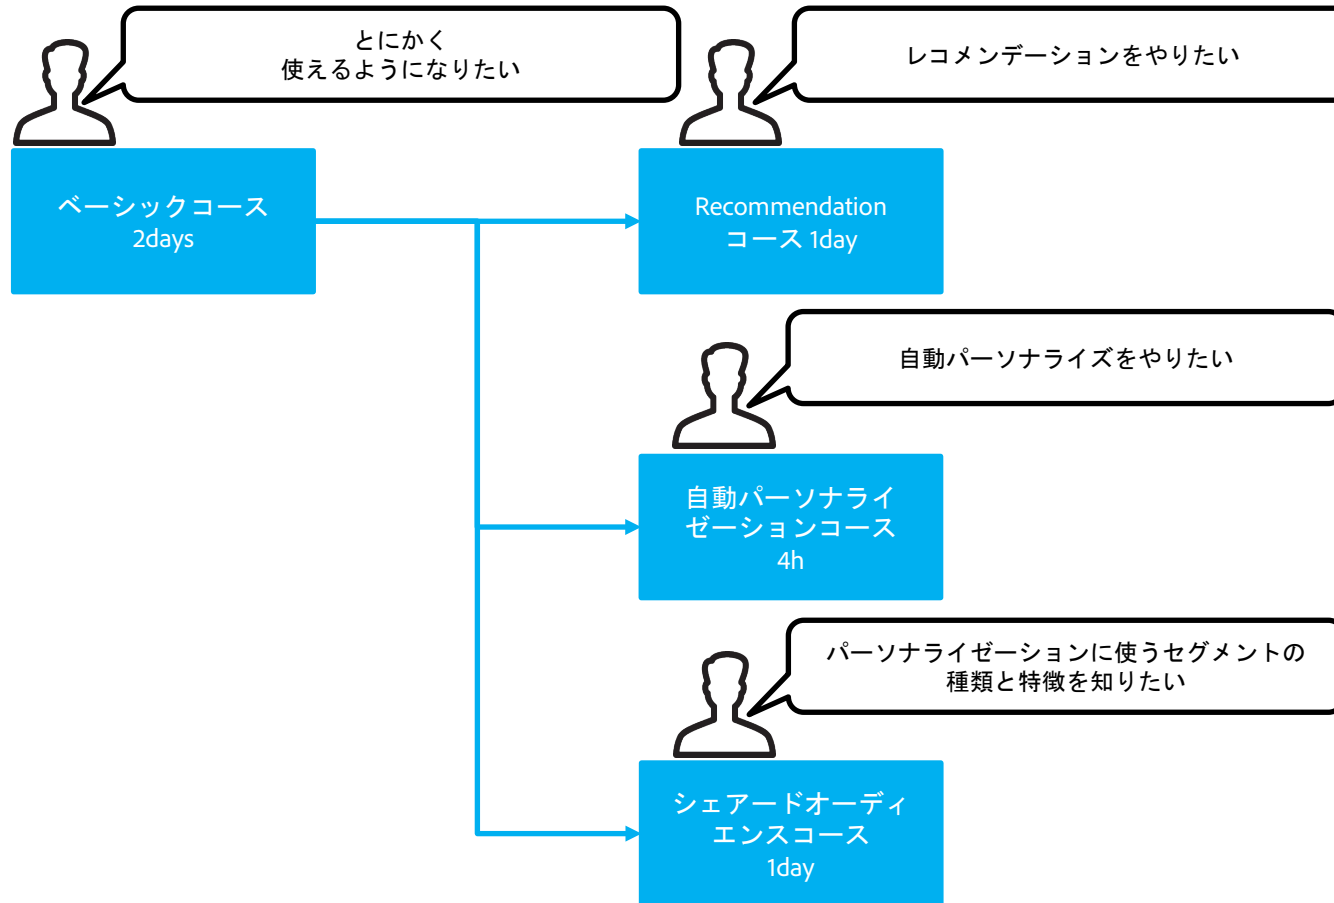 とにかく
使えるようになりたい
レコメンデーションをやりたい
ベーシックコース
2days
Recommendation
コース 1day
自動パーソナライズをやりたい
自動パーソナライ
ゼーションコース
4h
パーソナライゼーションに使うセグメントの
種類と特徴を知りたい
シェアードオーディ
エンスコース
1day